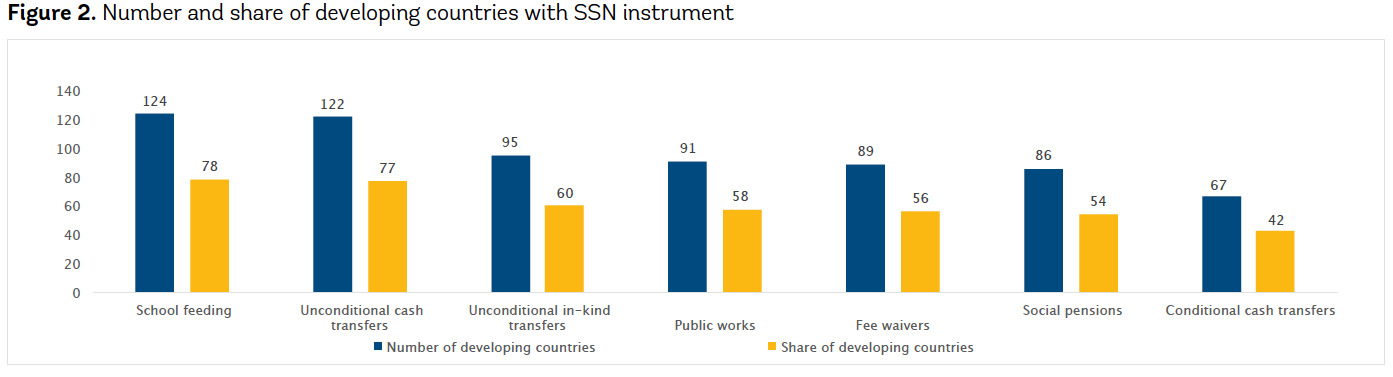 Figure 2. Number and share of developing countries with SSN instrument
140
120
100
80
60
40
20
0
124
78
122
77
95
60
91
58
89
56
86
54
67
42
School feeding
Unconditional cash
transfers
Unconditional in-kind
transfers
Public works
Fee waivers
Social pensions
Conditional cash transfers
Number of developing countries
Share of developing countries